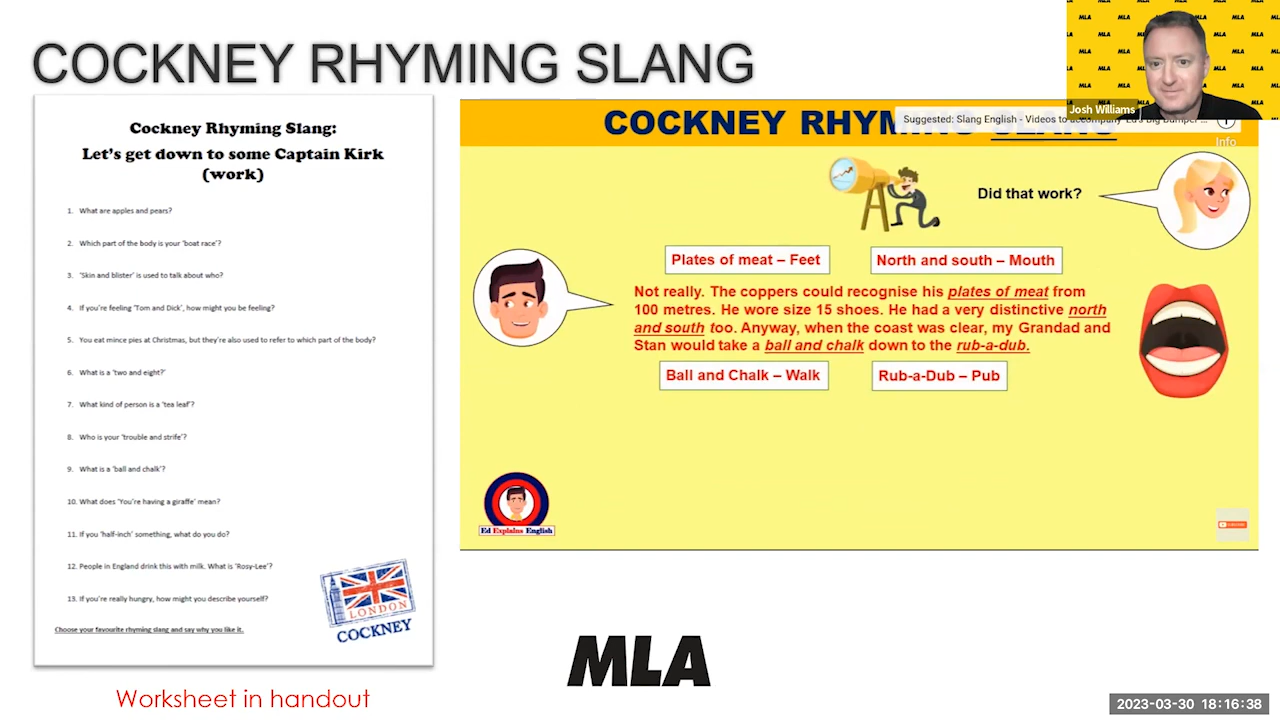 COCKNEY RHYMING SLANG
Cockney Rhyming Slang:
Let's get down to some Captain Kirk
(work)
1. What are apples and pears?
2. Which part of the body is your 'boat race'?
3. 'Skin and blister' is used to talk about who?
4. If you're feeling 'Tom and Dick', how might you be feeling?
5. You eat mince pies at Christmas, but they're also used to refer to which part of the body?
6. What is a 'two and eight?'
7. What kind of person is a 'tea leaf'?
8. Who is your 'trouble and strife'?
9. What is a 'ball and chalk'?
10. What does 'You're having a giraffe' mean?
11. If you 'half-inch' something, what do you do?
12. People in England drink this with milk. What is 'Rosy-Lee'?
13. If you're really hungry, how might you describe yourself?
Choose your favourite rhyming slang and say why you like it.
LONDON
COCKNEY
Worksheet in handout
COCKNEY RHYMING SLANG
Suggested: Slang English - Videos to accompany 'Ed's Big Bumper ...
Info
Did that work?
Plates of meat – Feet
North and south – Mouth
Not really. The coppers could recognise his plates of meat from
100 metres. He wore size 15 shoes. He had a very distinctive north
and south too. Anyway, when the coast was clear, my Grandad and
Stan would take a ball and chalk down to the rub-a-dub.
Ball and Chalk – Walk
Rub-a-Dub – Pub
Ed Explains English
MLA
Josh Williams
2023-03-30 18:16:38